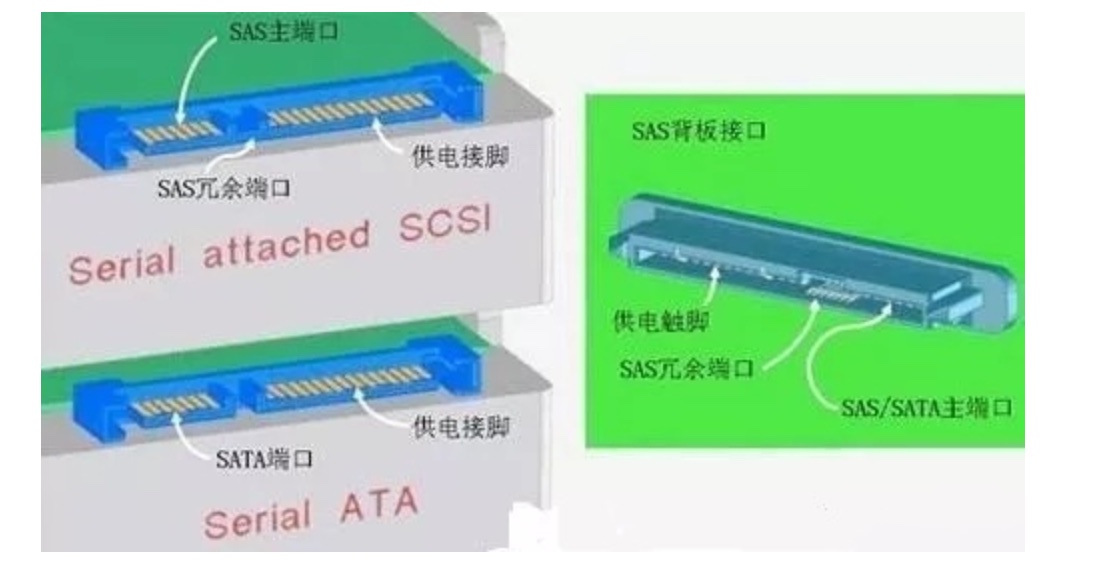 SAS主端口
供电接脚
SAS冗余端口
Serial attached SCSI
供电接脚
SATA端口
Serial ATA
SAS背板接口
供电触脚
SAS冗余端口
SAS/SATA主端口